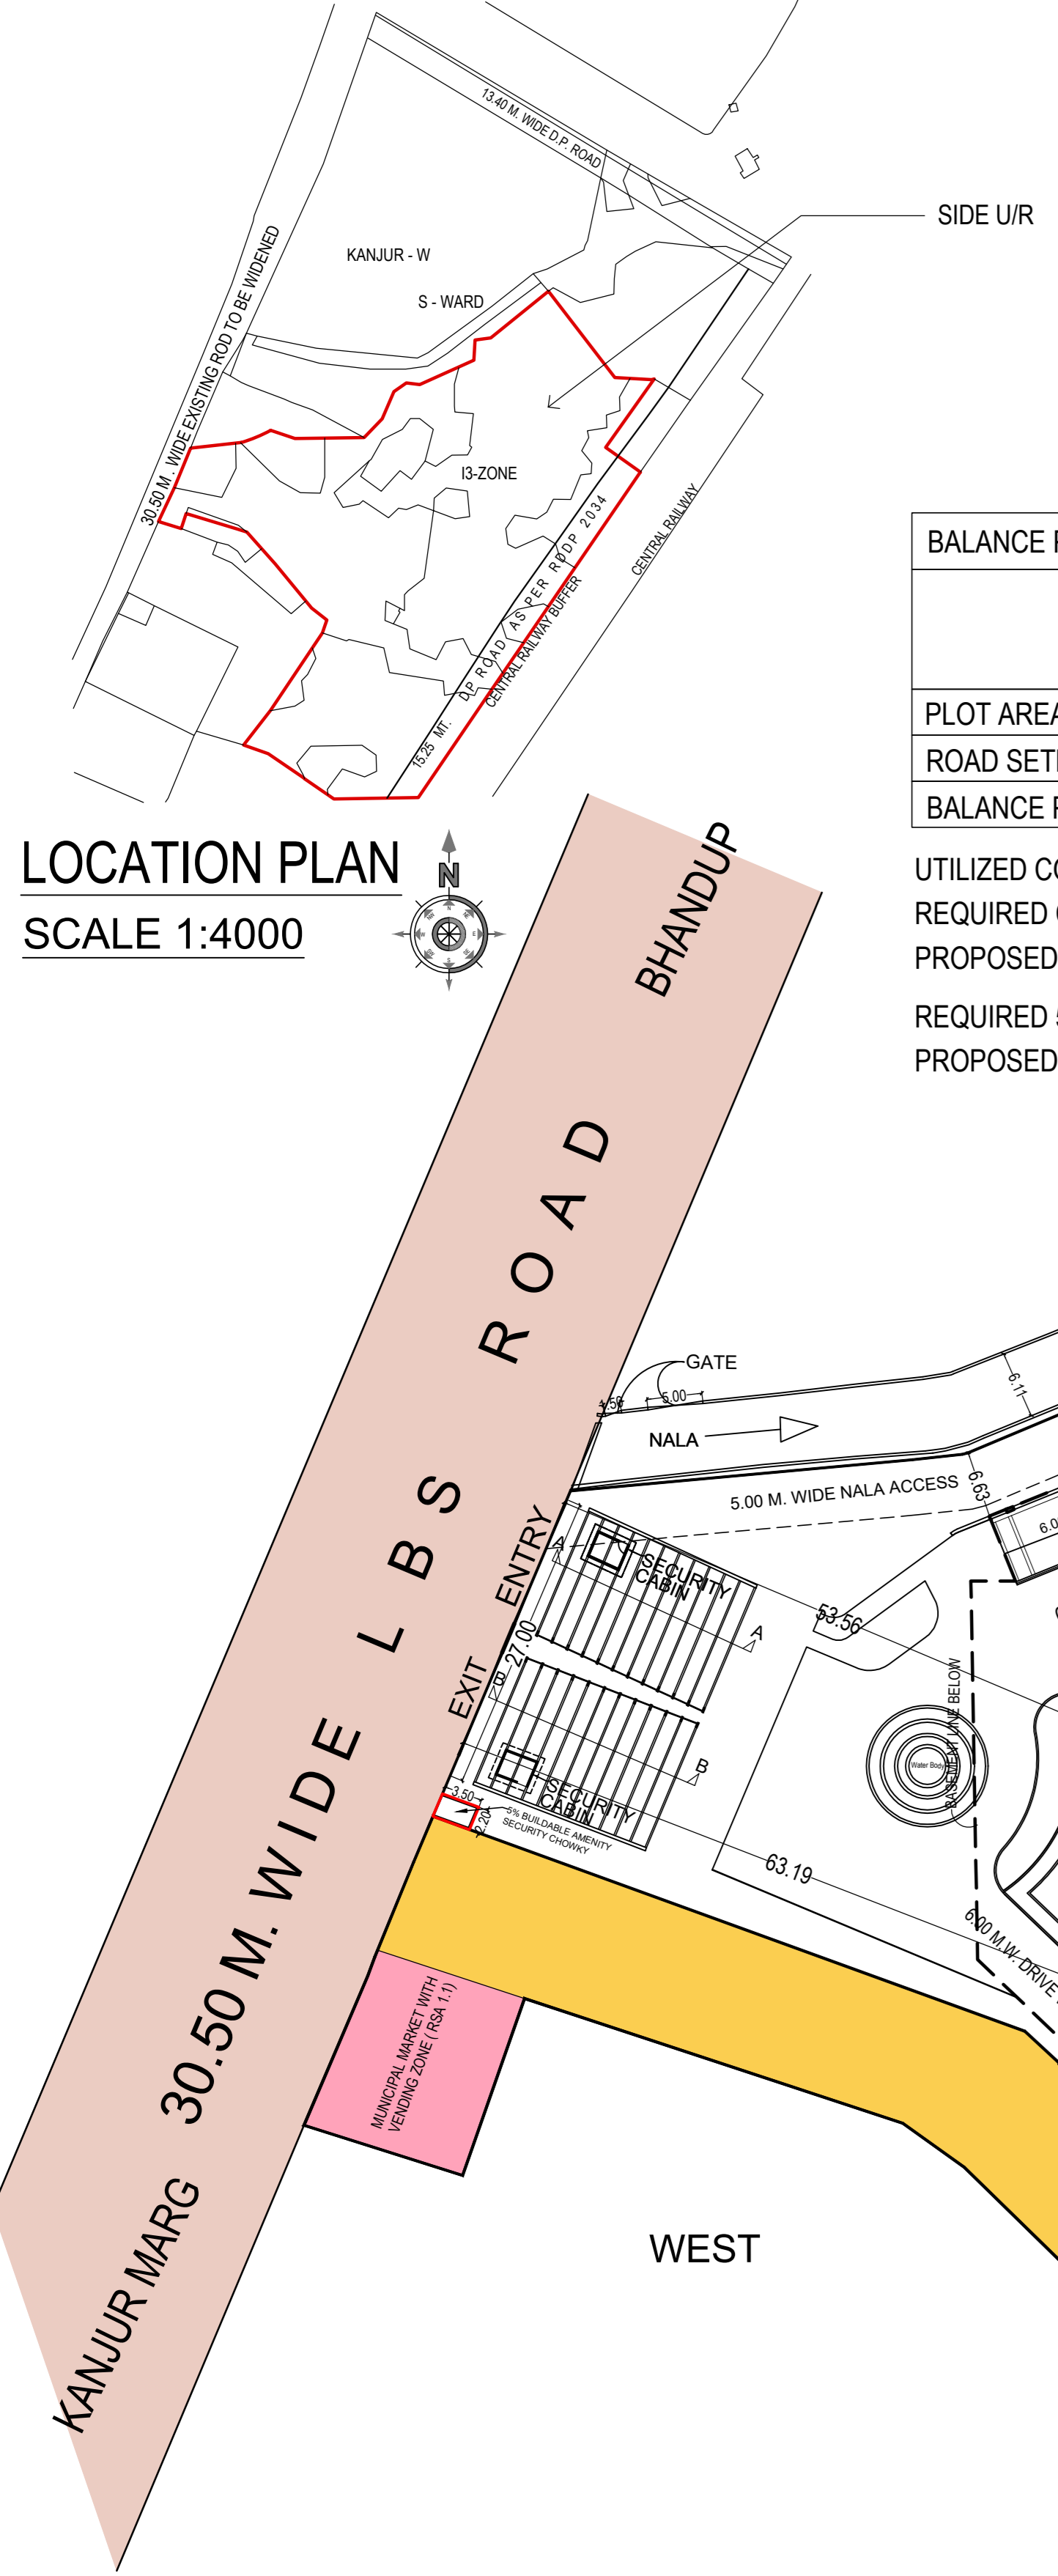 13.40 M. WIDE D.P. ROAD
SIDE U/R
KANJUR - W
S - WARD
30.50 M . WIDE EXISTING ROD TO BE WIDENED
I3-ZONE
15.25 MT. DP ROAD AS PER RDDP 2034
CENTRAL RAILWAY BUFFER
CENTRAL RAILWAY
BALANCE
PLOT AREA
ROAD
BALANCE
LOCATION PLAN
SCALE 1:4000
N
UTILIZED
REQUIRED
PROPOSED
REQUIRED
PROPOSED
BHANDUP
30.50 M. WIDE L B S ROAD
KANJUR MARG
GATE
5.00
6.11
NALA
5.00 M. WIDE NALA ACCESS
6.63
ENTRY
EXIT
27.00
A
SECURITY
CABIN
A
53.56
B
B
SECURITY
CABIN
BASEMENT LINE BELOW
Water Body
3.50
2.20
5% BUILDABLE AMENITY
SECURITY CHOWKY
63.19
6.00 M.W. DRIVE
MUNICIPAL MARKET WITH
VENDING ZONE ( RSA 1.1)
WEST